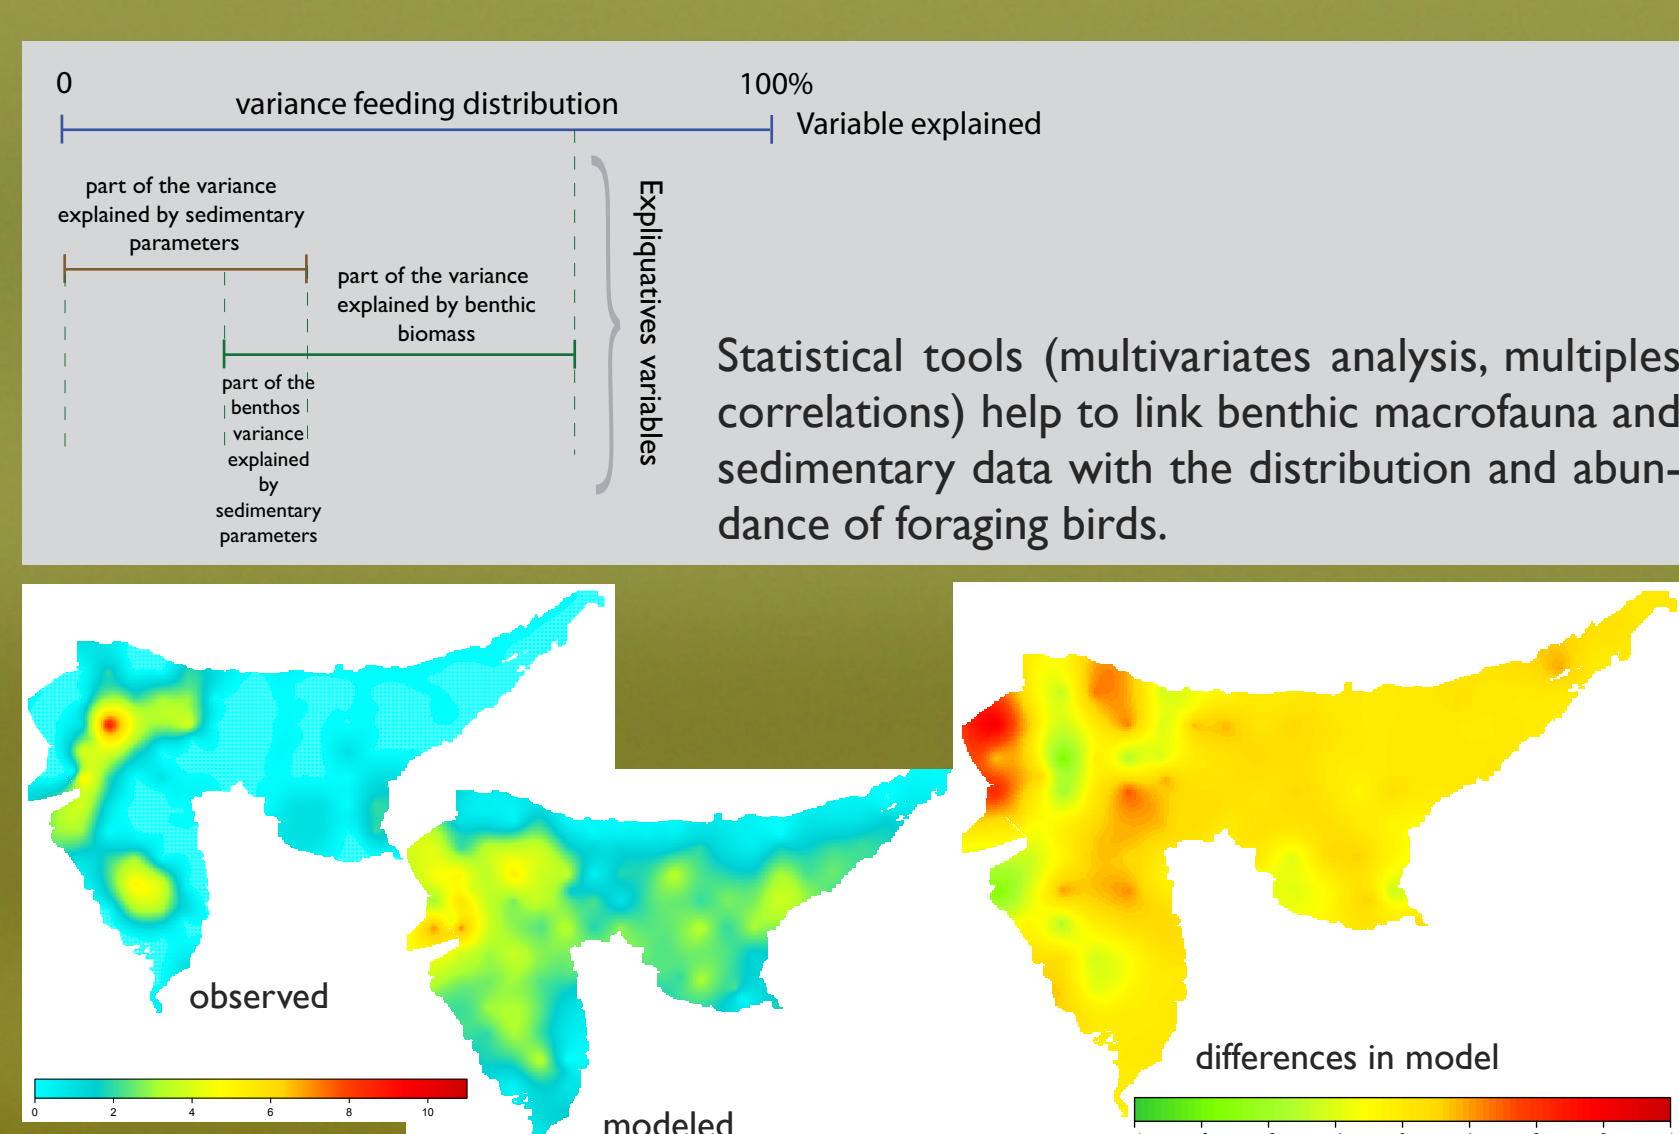 0
100%
variance feeding distribution
Variable explained
part of the variance
explained by sedimentary
parameters
part of the variance
explained by benthic
biomass
part of the
benthos
variance
explained
by
sedimentary
parameters
Expliquatives variables
Statistical tools (multivariates analysis, multiples
correlations) help to link benthic macrofauna and
sedimentary data with the distribution and abun-
dance of foraging birds.
observed
0 2 4 6 8 10
modeled
differences in model